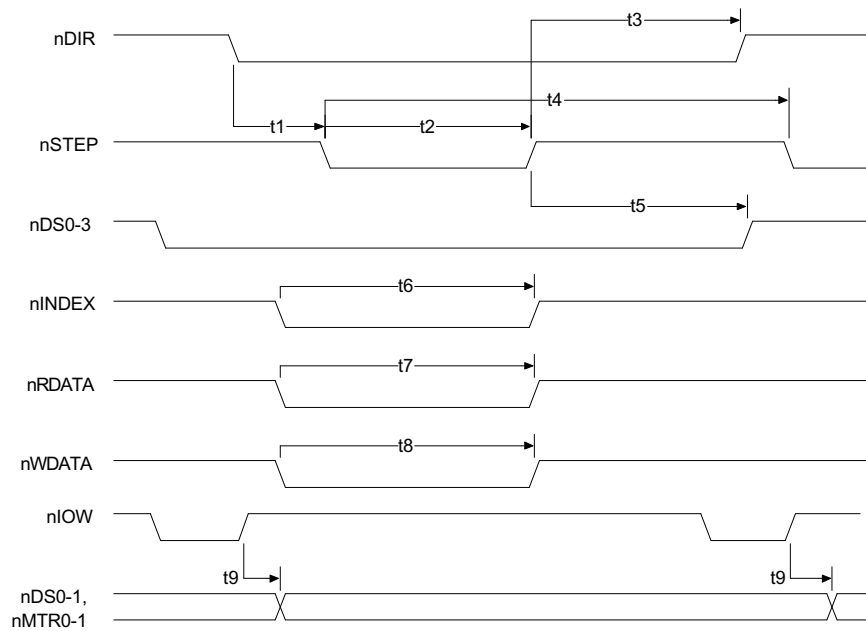 t3
nDIR
t4
t1
t2
nSTEP
t5
nDS0-3
t6
nINDEX
t7
nRDATA
t8
nWDATA
nIOW
t9
t9
nDS0-1,
nMTR0-1